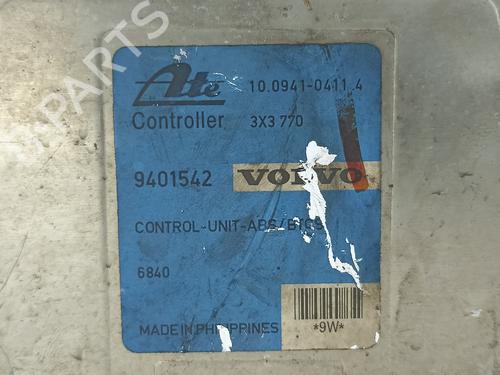 Ate 10.0941-0411.4
Controller 3X3 770
9401542 VOLVO
CONTROL-UNIT-ABS/ETCS
6840
*9W*
MADE IN PHILIPPINES
B-PARTS